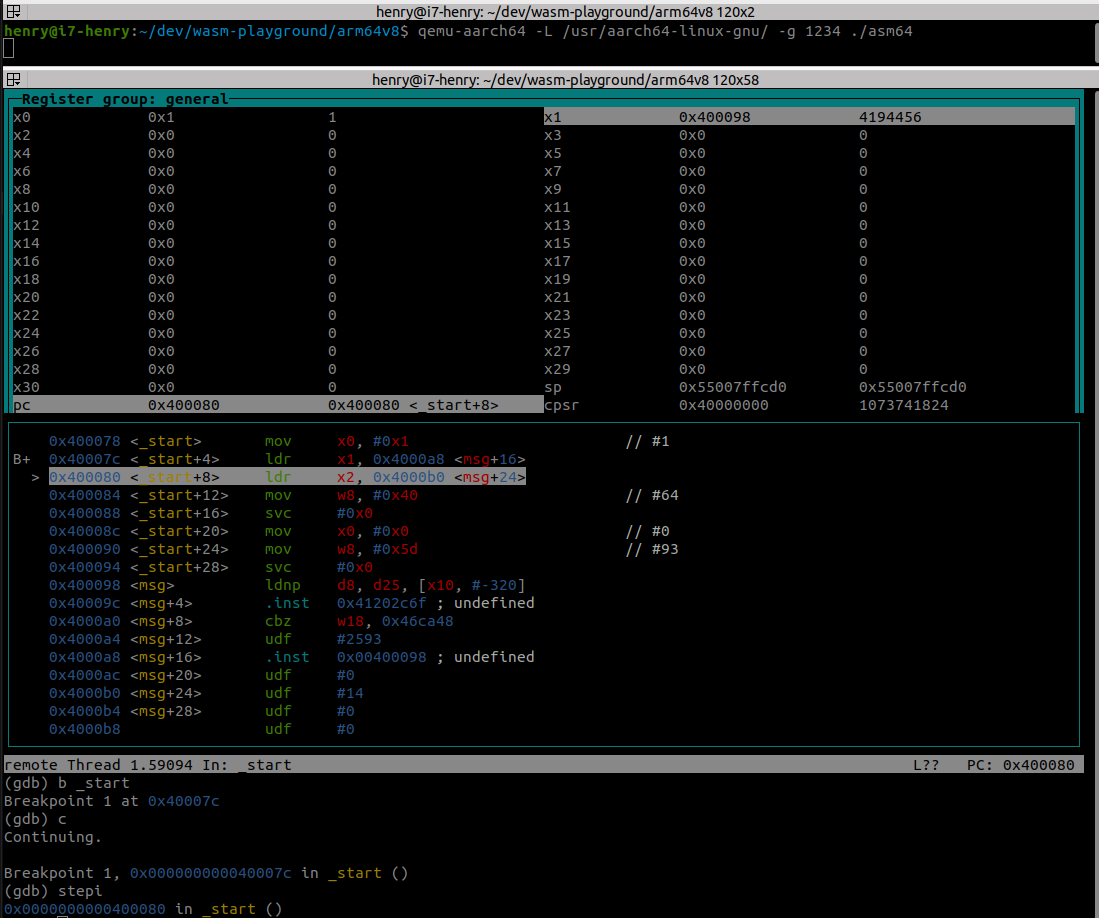 henry@i7-henry: ~/dev/wasm-playground/arm64v8 120x2
henry@i7-henry:~/dev/wasm-playground/arm64v8$ qemu-aarch64 -L /usr/aarch64-linux-gnu/ -g 1234 ./asm64
henry@i7-henry: ~/dev/wasm-playground/arm64v8 120x58
Register group: general
x0 0x1 1 x1 0x400098 4194456
x2 0x0 0 x3 0x0 0
x4 0x0 0 x5 0x0 0
x6 0x0 0 x7 0x0 0
x8 0x0 0 x9 0x0 0
x10 0x0 0 x11 0x0 0
x12 0x0 0 x13 0x0 0
x14 0x0 0 x15 0x0 0
x16 0x0 0 x17 0x0 0
x18 0x0 0 x19 0x0 0
x20 0x0 0 x21 0x0 0
x22 0x0 0 x23 0x0 0
x24 0x0 0 x25 0x0 0
x26 0x0 0 x27 0x0 0
x28 0x0 0 x29 0x0 0
x30 0x0 0 sp 0x55007ffcd0 0x55007ffcd0
pc 0x400080 0x400080 <_start+8> cpsr 0x40000000 1073741824
0x400078 <_start> mov x0, #0x1 // #1
B+ 0x40007c <_start+4> ldr x1, 0x4000a8 <msg+16>
> 0x400080 <_start+8> ldr x2, 0x4000b0 <msg+24>
0x400084 <_start+12> mov w8, #0x40 // #64
0x400088 <_start+16> svc #0x0
0x40008c <_start+20> mov x0, #0x0 // #0
0x400090 <_start+24> mov w8, #0x5d // #93
0x400094 <_start+28> svc #0x0
0x400098 <msg> ldnp d8, d25, [x10, #-320]
0x40009c <msg+4> .inst 0x41202c6f ; undefined
0x4000a0 <msg+8> cbz w18, 0x46ca48
0x4000a4 <msg+12> udf #2593
0x4000a8 <msg+16> .inst 0x00400098 ; undefined
0x4000ac <msg+20> udf #0
0x4000b0 <msg+24> udf #14
0x4000b4 <msg+28> udf #0
0x4000b8 udf #0
remote Thread 1.59094 In: _start L?? PC: 0x400080
(gdb) b _start
Breakpoint 1 at 0x40007c
(gdb) c
Continuing.
Breakpoint 1, 0x000000000040007c in _start ()
(gdb) stepi
0x0000000000400080 in _start ()